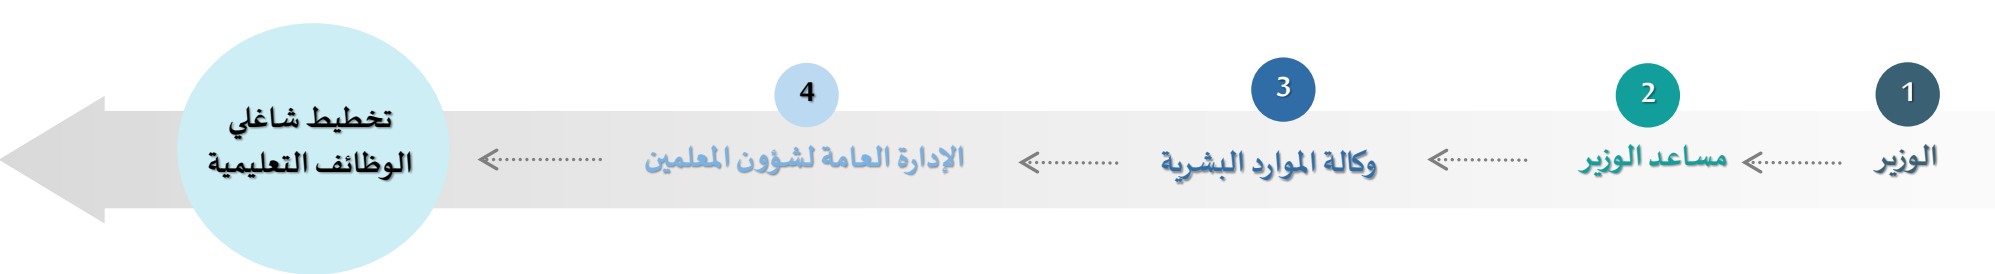 1
الوزير
2
مساعد الوزير
3
وكالة الموارد البشرية
4
الإدارة العامة لشؤون المعلمين
تخطيط شاغلي
الوظائف التعليمية